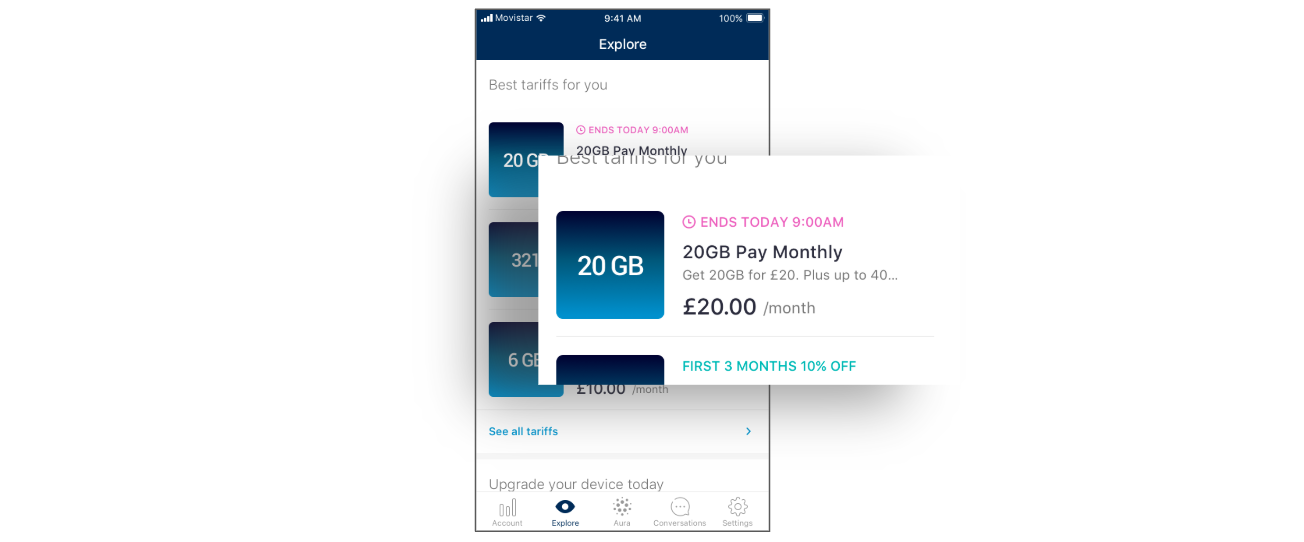 Movistar
9:41 AM
100%
Explore
Best tariffs for you
ENDS TODAY 9:00AM
20GB Pay Monthly
20 G
321
6 GB
£10.00 /month
See all tariffs
Upgrade your device today
Account
Explore
Aura
Conversations
Settings
Best tariffs for you
20 GB
ENDS TODAY 9:00AM
20GB Pay Monthly
Get 20GB for £20. Plus up to 40...
£20.00 /month
FIRST 3 MONTHS 10% OFF